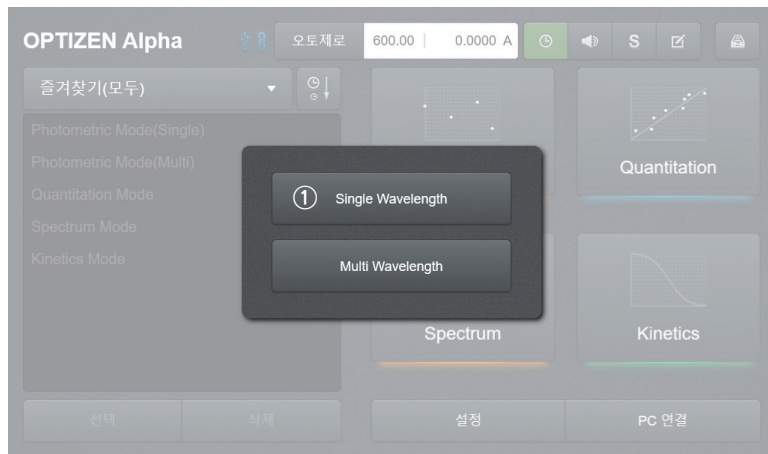 OPTIZEN Alpha
오토제로
600.00
0.0000 A
S
즐겨찾기(모두)
Photometric Mode(Single)
Photometric Mode(Multi)
Quantitation Mode
Spectrum Mode
Kinetics Mode
Quantitation
① Single Wavelength
Multi Wavelength
Spectrum
Kinetics
선택
삭제
설정
PC 연결